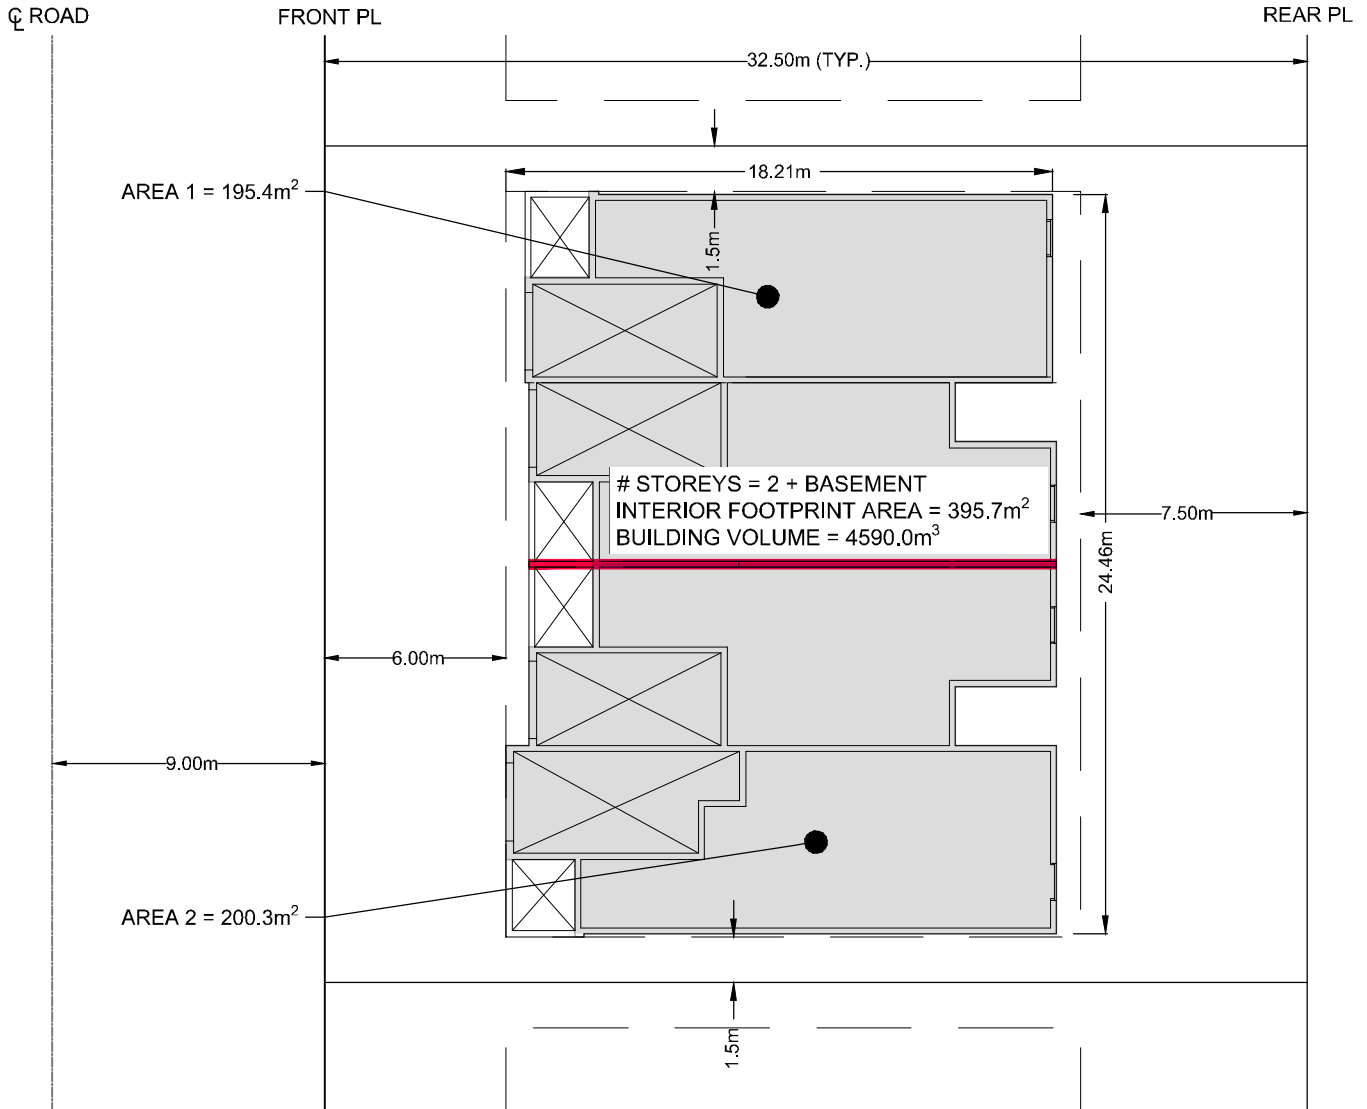 ℄ ROAD
FRONT PL
REAR PL
32.50m (TYP.)
18.21m
AREA 1 = 195.4m²
1.5m
# STOREYS = 2 + BASEMENT
INTERIOR FOOTPRINT AREA = 395.7m²
BUILDING VOLUME = 4590.0m³
7.50m
24.46m
6.00m
9.00m
AREA 2 = 200.3m²
1.5m